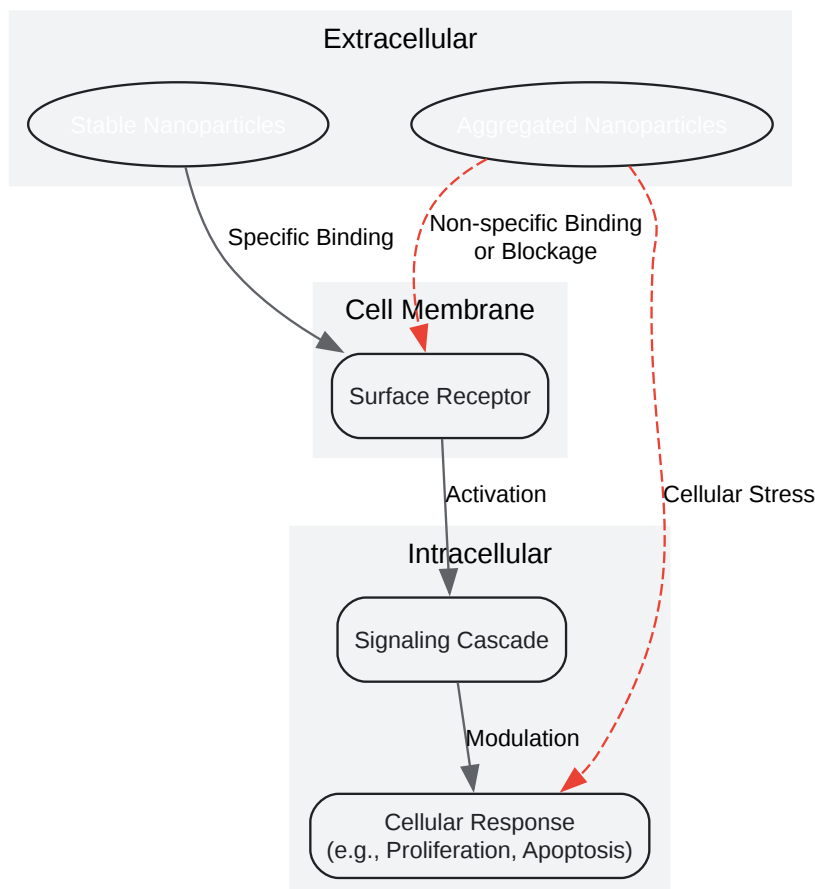 Extracellular
Stable Nanoparticles
Aggregated Nanoparticles
Specific Binding
Non-specific Binding
or Blockage
Cell Membrane
Surface Receptor
Activation
Cellular Stress
Intracellular
Signaling Cascade
Modulation
Cellular Response
(e.g., Proliferation, Apoptosis)